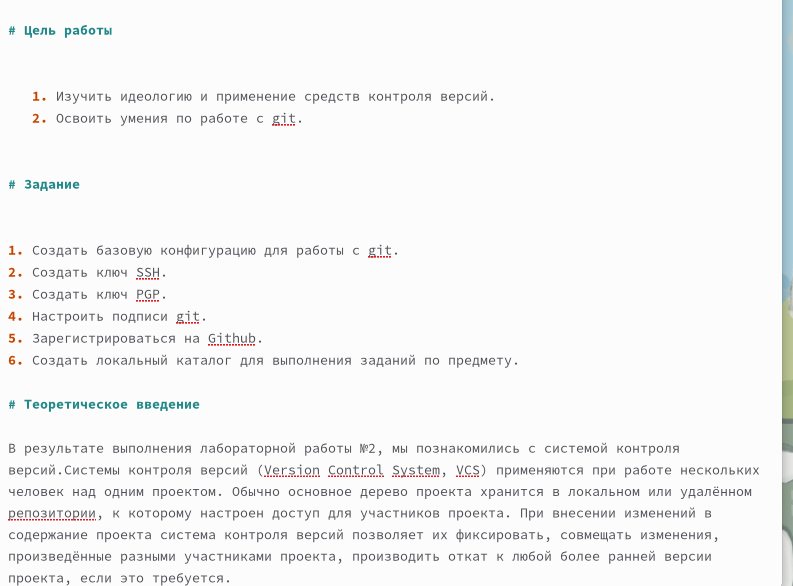 # Цель работы
1. Изучить идеологию и применение средств контроля версий.
2. Освоить умения по работе с git.
# Задание
1. Создать базовую конфигурацию для работы с git.
2. Создать ключ SSH.
3. Создать ключ PGP.
4. Настроить подписи git.
5. Зарегистрироваться на Github.
6. Создать локальный каталог для выполнения заданий по предмету.
# Теоретическое введение
В результате выполнения лабораторной работы №2, мы познакомились с системой контроля
версий.Системы контроля версий (Version Control System, VCS) применяются при работе нескольких
человек над одним проектом. Обычно основное дерево проекта хранится в локальном или удалённом
репозитории, к которому настроен доступ для участников проекта. При внесении изменений в
содержание проекта система контроля версий позволяет их фиксировать, совмещать изменения,
произведённые разными участниками проекта, производить откат к любой более ранней версии
проекта, если это требуется.